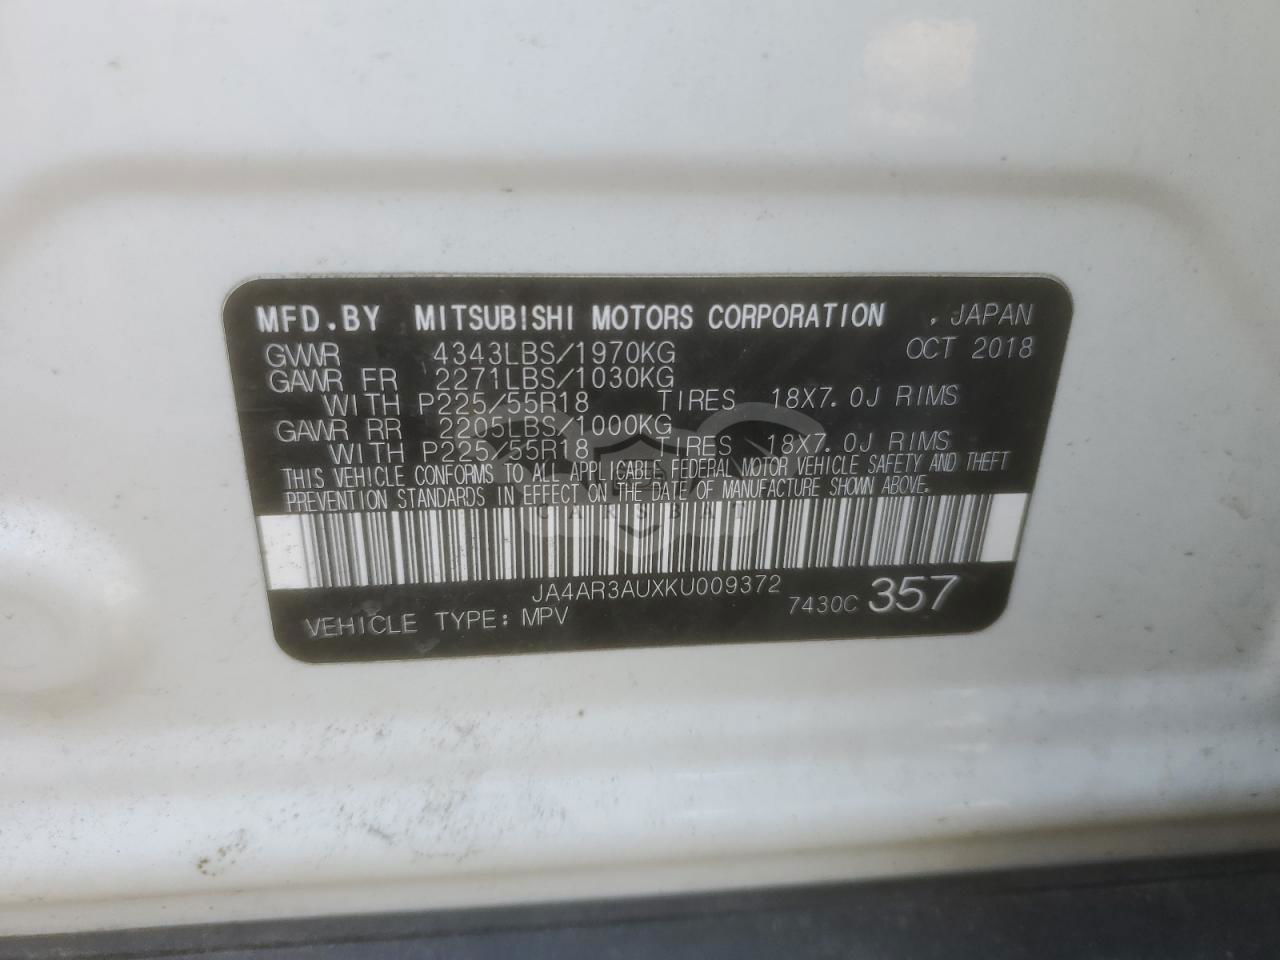 MFD.BY MITSUBISHI MOTORS CORPORATION , JAPAN
GVWR 4343LBS/1970KG OCT 2018
GAWR FR 2271LBS/1030KG
WITH P225/55R18 TIRES 18X7.0J RIMS
GAWR RR 2205LBS/1000KG
WITH P225/55R18 TIRES 18X7.0J RIMS
THIS VEHICLE CONFORMS TO ALL APPLICABLE FEDERAL MOTOR VEHICLE SAFETY AND THEFT
PREVENTION STANDARDS IN EFFECT ON THE DATE OF MANUFACTURE SHOWN ABOVE.
CARSBAT
JA4AR3AUXKU009372
VEHICLE TYPE: MPV 7430C 357